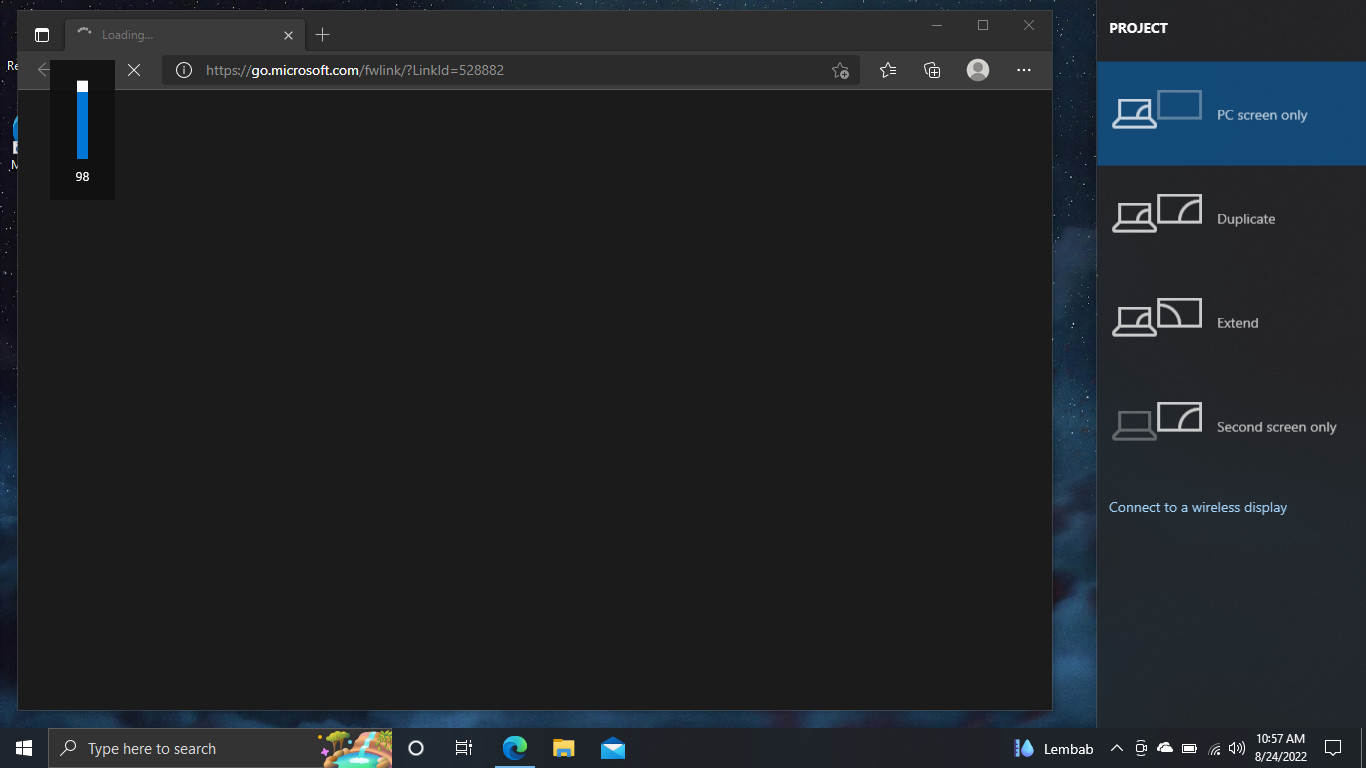 Loading...
https://go.microsoft.com/fwlink/?LinkId=528882
98
PROJECT
PC screen only
Duplicate
Extend
Second screen only
Connect to a wireless display
Type here to search
Lembab
10:57 AM
8/24/2022